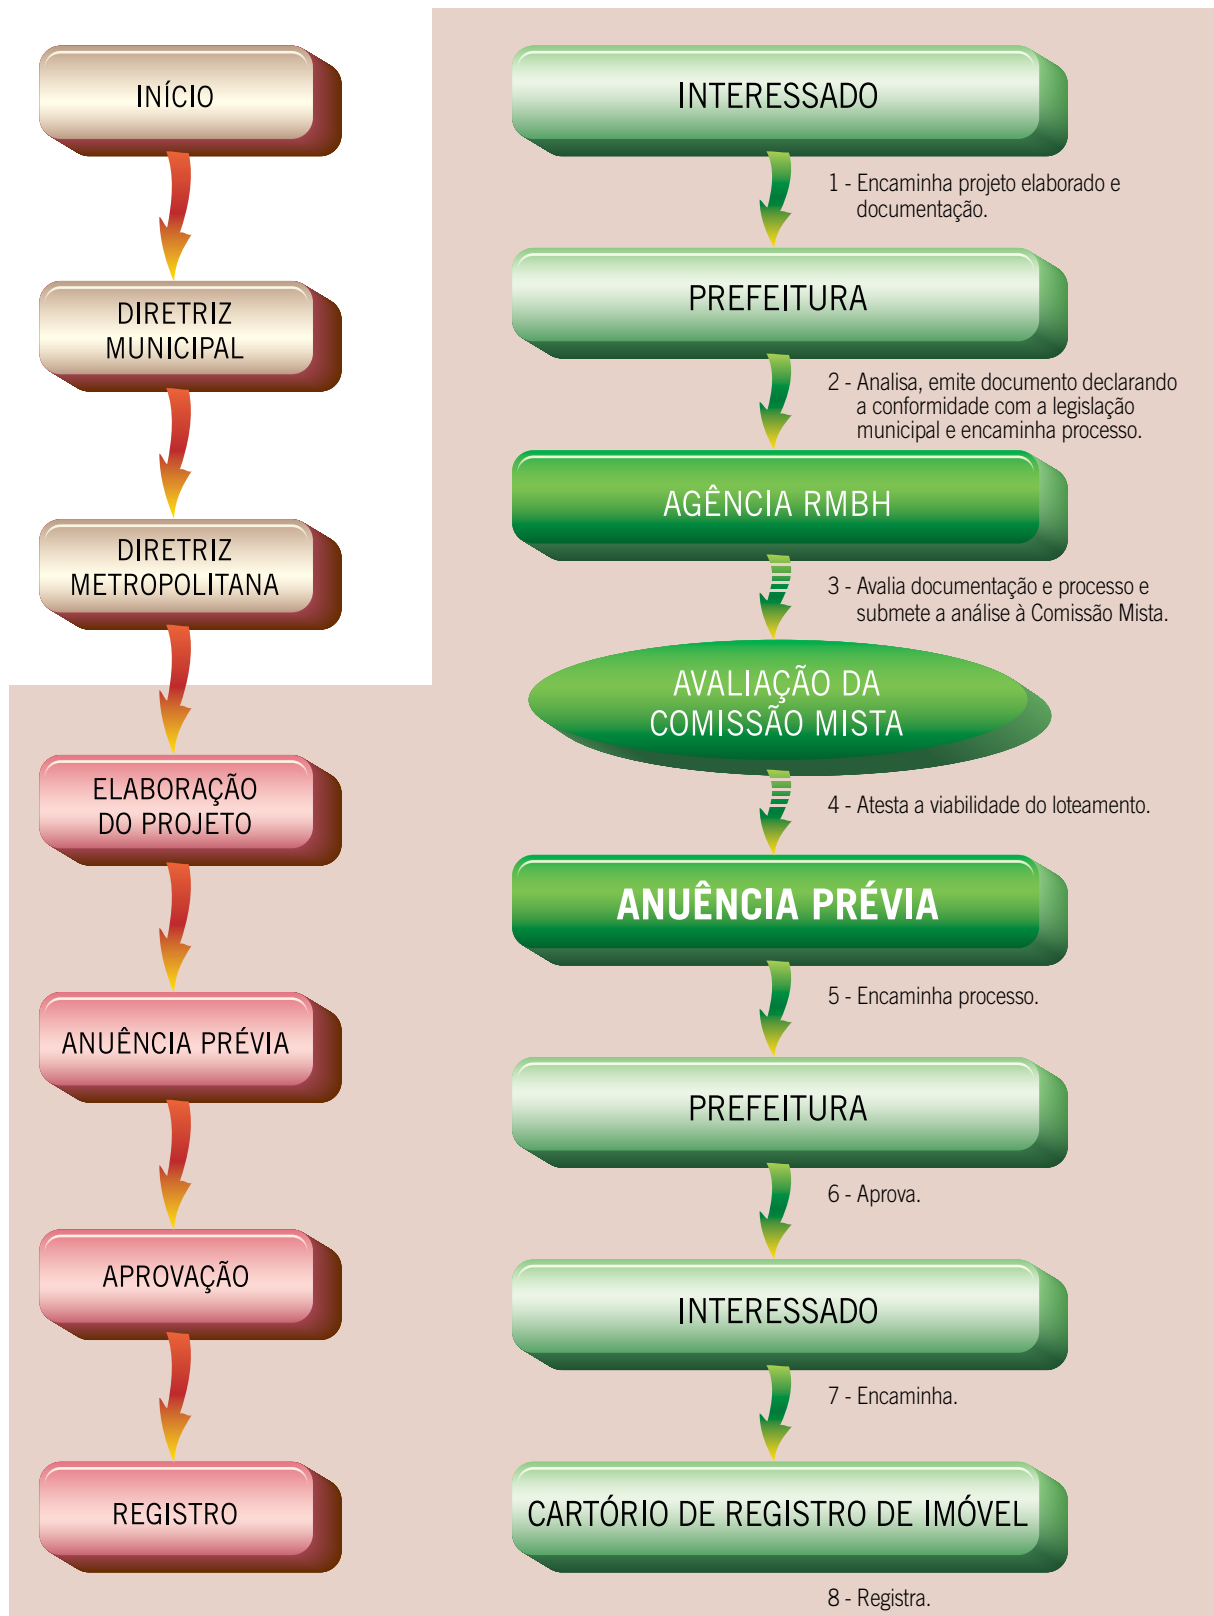 INÍCIO
DIRETRIZ
MUNICIPAL
DIRETRIZ
METROPOLITANA
ELABORAÇÃO
DO PROJETO
ANUÊNCIA PRÉVIA
APROVAÇÃO
REGISTRO
INTERESSADO
1 - Encaminha projeto elaborado e
documentação.
PREFEITURA
2 - Analisa, emite documento declarando
a conformidade com a legislação
municipal e encaminha processo.
AGÊNCIA RMBH
3 - Avalia documentação e processo e
submete a análise à Comissão Mista.
AVALIAÇÃO DA
COMISSÃO MISTA
4 - Atesta a viabilidade do loteamento.
ANUÊNCIA PRÉVIA
5 - Encaminha processo.
PREFEITURA
6 - Aprova.
INTERESSADO
7 - Encaminha.
CARTÓRIO DE REGISTRO DE IMÓVEL
8 - Registra.